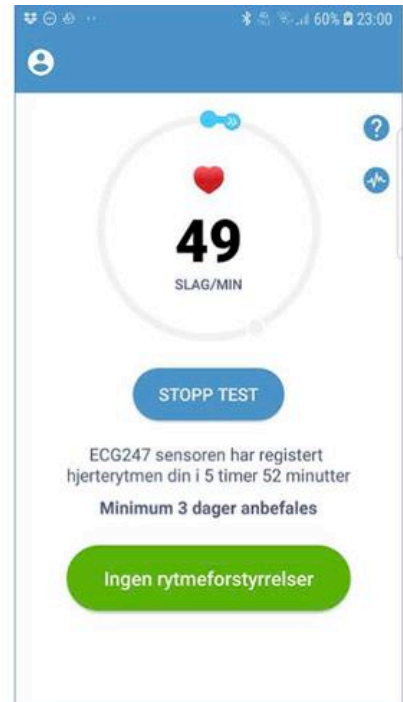 60% 23:00
?
49
SLAG/MIN
STOPP TEST
ECG247 sensoren har registert
hjerterytmen din i 5 timer 52 minutter
Minimum 3 dager anbefales
Ingen rytmeforstyrrelser